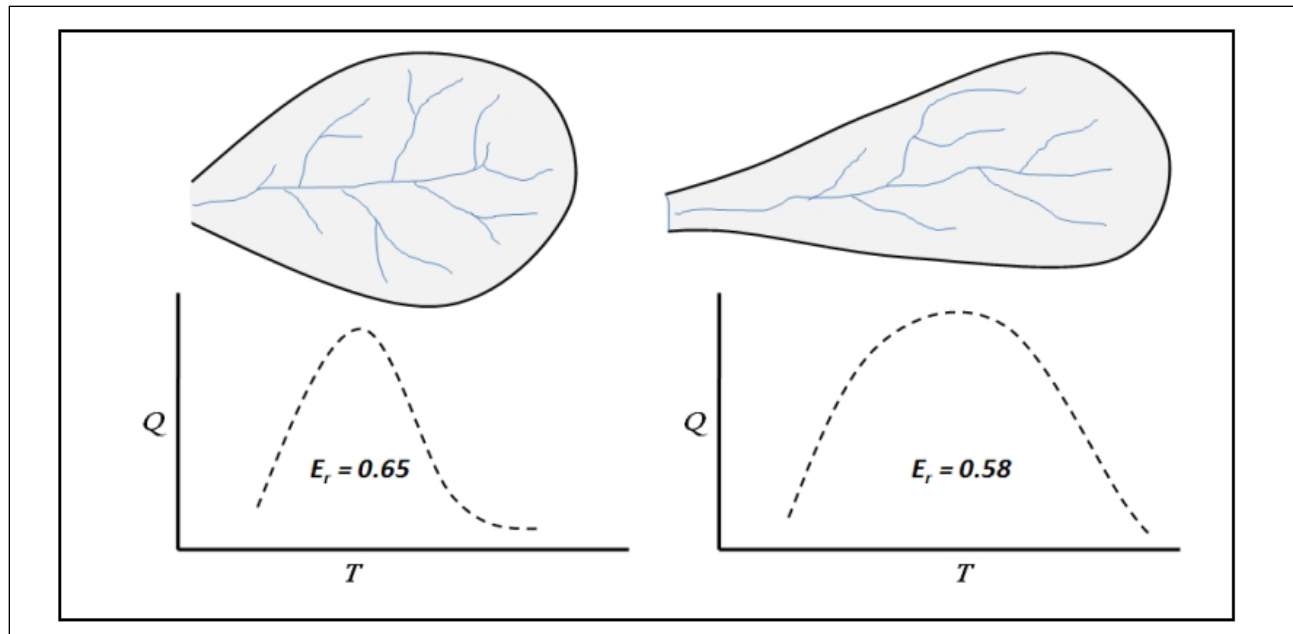 Q
E_r = 0.65
T
Q
E_r = 0.58
T